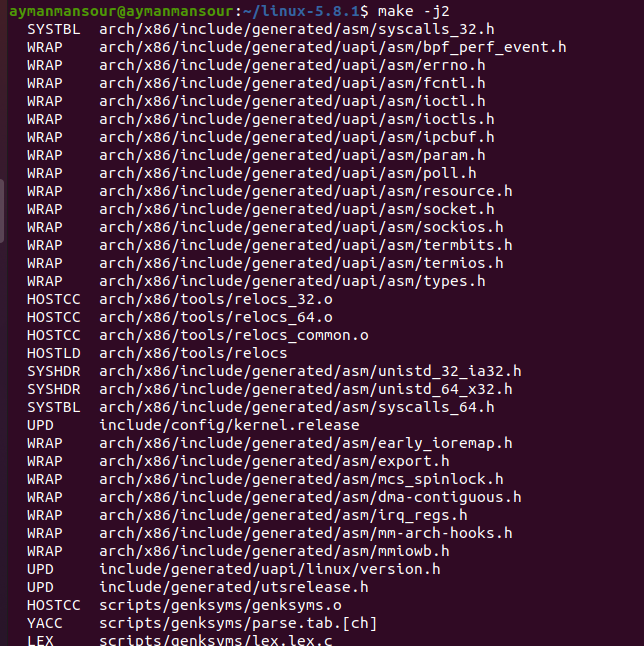 aymanmansour@aymanmansour:~/linux-5.8.1$ make -j2
SYSTBL arch/x86/include/generated/asm/syscalls_32.h
WRAP arch/x86/include/generated/uapi/asm/bpf_perf_event.h
WRAP arch/x86/include/generated/uapi/asm/errno.h
WRAP arch/x86/include/generated/uapi/asm/fcntl.h
WRAP arch/x86/include/generated/uapi/asm/ioctl.h
WRAP arch/x86/include/generated/uapi/asm/ioctls.h
WRAP arch/x86/include/generated/uapi/asm/ipcbuf.h
WRAP arch/x86/include/generated/uapi/asm/param.h
WRAP arch/x86/include/generated/uapi/asm/poll.h
WRAP arch/x86/include/generated/uapi/asm/resource.h
WRAP arch/x86/include/generated/uapi/asm/socket.h
WRAP arch/x86/include/generated/uapi/asm/sockios.h
WRAP arch/x86/include/generated/uapi/asm/termbits.h
WRAP arch/x86/include/generated/uapi/asm/termios.h
WRAP arch/x86/include/generated/uapi/asm/types.h
HOSTCC arch/x86/tools/relocs_32.o
HOSTCC arch/x86/tools/relocs_64.o
HOSTCC arch/x86/tools/relocs_common.o
HOSTLD arch/x86/tools/relocs
SYSHDR arch/x86/include/generated/asm/unistd_32_ia32.h
SYSHDR arch/x86/include/generated/asm/unistd_64_x32.h
SYSTBL arch/x86/include/generated/asm/syscalls_64.h
UPD include/config/kernel.release
WRAP arch/x86/include/generated/asm/early_ioremap.h
WRAP arch/x86/include/generated/asm/export.h
WRAP arch/x86/include/generated/asm/mcs_spinlock.h
WRAP arch/x86/include/generated/asm/dma-contiguous.h
WRAP arch/x86/include/generated/asm/irq_regs.h
WRAP arch/x86/include/generated/asm/mm-arch-hooks.h
WRAP arch/x86/include/generated/asm/mmiowb.h
UPD include/generated/uapi/linux/version.h
UPD include/generated/utsrelease.h
HOSTCC scripts/genksyms/genksyms.o
YACC scripts/genksyms/parse.tab.[ch]
LEX scripts/genksyms/lex.lex.c